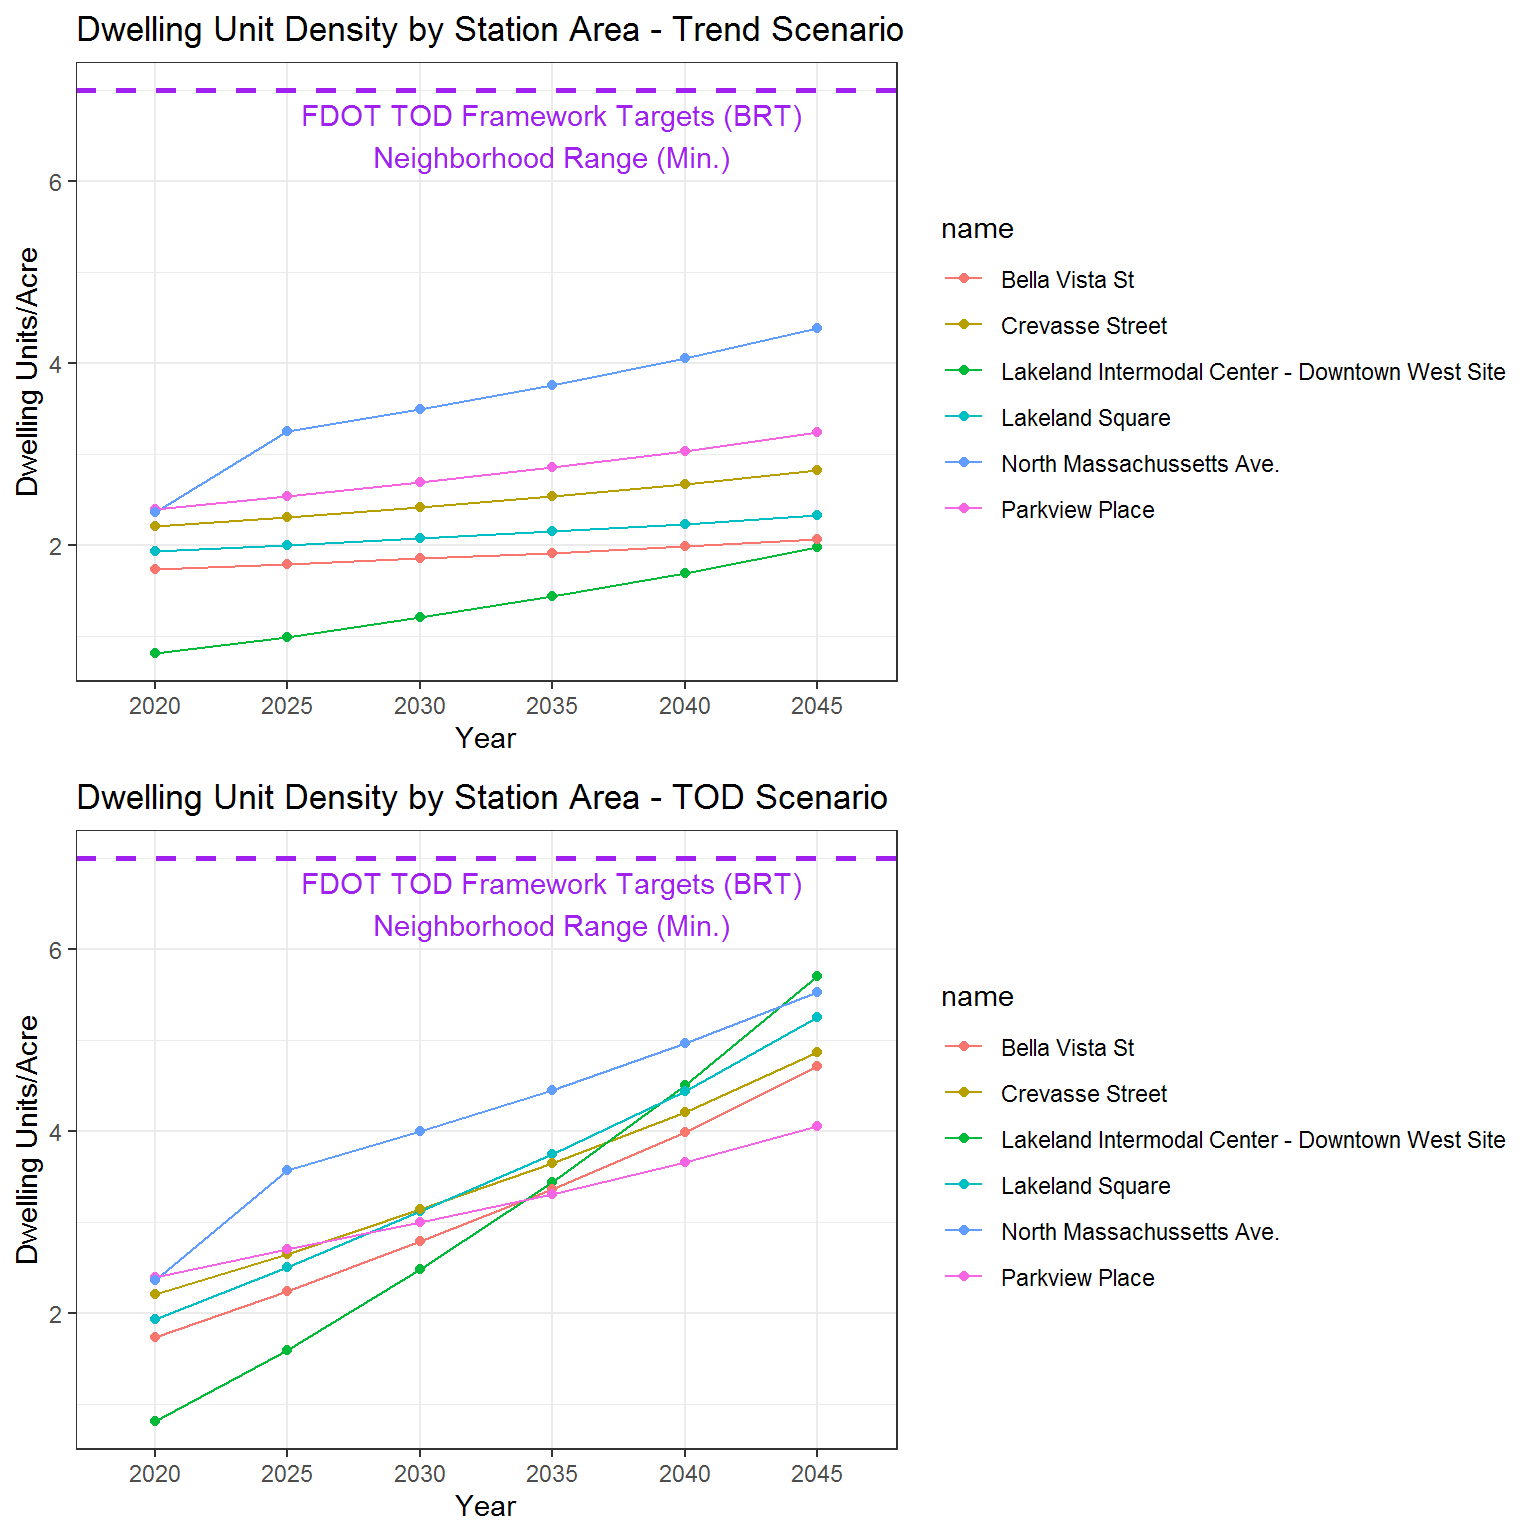 Dwelling Unit Density by Station Area - Trend Scenario
FDOT TOD Framework Targets (BRT)
Neighborhood Range (Min.)
6
4
2
Dwelling Units/Acre
2020 2025 2030 2035 2040 2045
Year
name
Bella Vista St
Crevasse Street
Lakeland Intermodal Center - Downtown West Site
Lakeland Square
North Massachussetts Ave.
Parkview Place
Dwelling Unit Density by Station Area - TOD Scenario
FDOT TOD Framework Targets (BRT)
Neighborhood Range (Min.)
6
4
2
Dwelling Units/Acre
2020 2025 2030 2035 2040 2045
Year
name
Bella Vista St
Crevasse Street
Lakeland Intermodal Center - Downtown West Site
Lakeland Square
North Massachussetts Ave.
Parkview Place